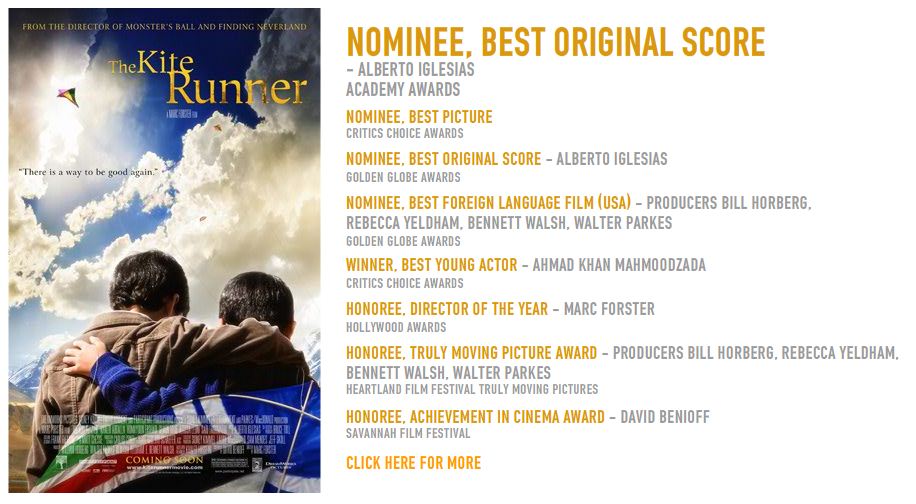 FROM THE DIRECTOR OF MONSTER'S BALL AND FINDING NEVERLAND
The Kite
Runner
A MARC FORSTER FILM
"There is a way to be good again."
COMING SOON
www.kiterunnermovie.com
NOMINEE, BEST ORIGINAL SCORE
- ALBERTO IGLESIAS
ACADEMY AWARDS
NOMINEE, BEST PICTURE
CRITICS CHOICE AWARDS
NOMINEE, BEST ORIGINAL SCORE - ALBERTO IGLESIAS
GOLDEN GLOBE AWARDS
NOMINEE, BEST FOREIGN LANGUAGE FILM (USA) - PRODUCERS BILL HORBERG,
REBECCA YELDHAM, BENNETT WALSH, WALTER PARKES
GOLDEN GLOBE AWARDS
WINNER, BEST YOUNG ACTOR - AHMAD KHAN MAHMOODZADA
CRITICS CHOICE AWARDS
HONOREE, DIRECTOR OF THE YEAR - MARC FORSTER
HOLLYWOOD AWARDS
HONOREE, TRULY MOVING PICTURE AWARD - PRODUCERS BILL HORBERG, REBECCA YELDHAM,
BENNETT WALSH, WALTER PARKES
HEARTLAND FILM FESTIVAL TRULY MOVING PICTURES
HONOREE, ACHIEVEMENT IN CINEMA AWARD - DAVID BENIOFF
SAVANNAH FILM FESTIVAL
CLICK HERE FOR MORE